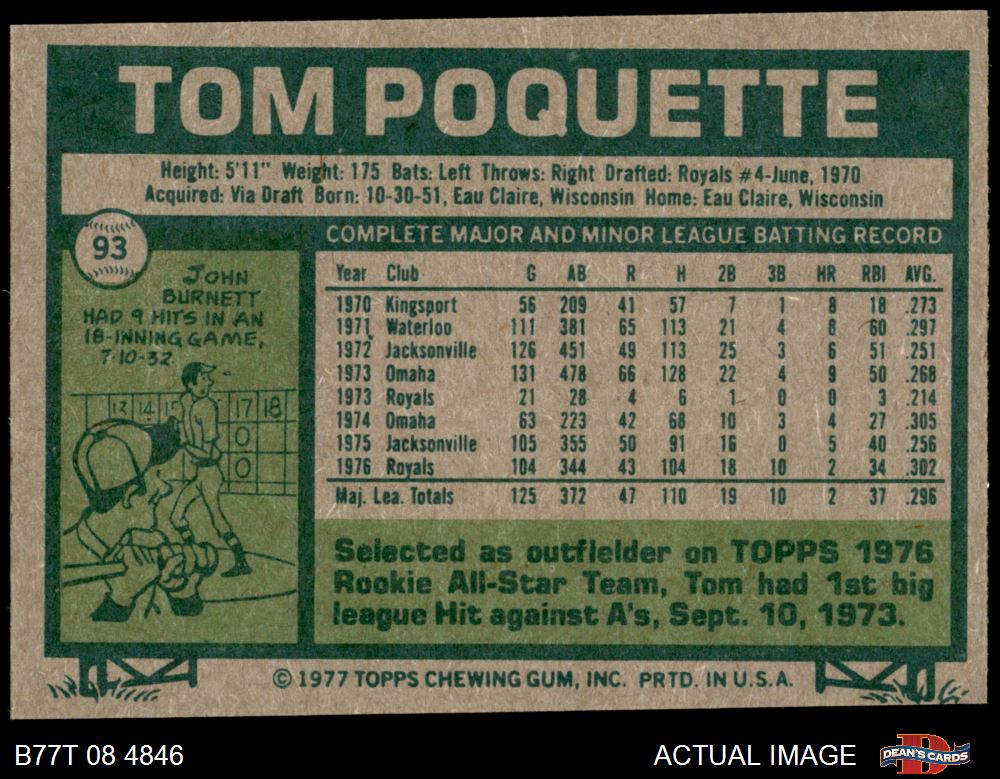 TOM POQUETTE
Height: 5'11" Weight: 175 Bats: Left Throws: Right Drafted: Royals #4-June, 1970
Acquired: Via Draft Born: 10-30-51, Eau Claire, Wisconsin Home: Eau Claire, Wisconsin
93
JOHN
BURNETT
HAD 9 HITS IN AN
18-INNING GAME,
7-10-32
13 14 15 17 18
0
0
COMPLETE MAJOR AND MINOR LEAGUE BATTING RECORD
Year Club G AB R H 2B 3B HR RBI AVG.
1970 Kingsport 56 209 41 57 7 1 8 18 .273
1971 Waterloo 111 381 65 113 21 4 8 60 .297
1972 Jacksonville 126 451 49 113 25 3 6 51 .251
1973 Omaha 131 478 66 128 22 4 9 50 .268
1973 Royals 21 28 4 6 1 0 0 3 .214
1974 Omaha 63 223 42 68 10 3 4 27 .305
1975 Jacksonville 105 355 50 91 16 0 5 40 .256
1976 Royals 104 344 43 104 18 10 2 34 .302
Maj. Lea. Totals 125 372 47 110 19 10 2 37 .296
Selected as outfielder on TOPPS 1976
Rookie All-Star Team, Tom had 1st big
league Hit against A's, Sept. 10, 1973.
© 1977 TOPPS CHEWING GUM, INC. PRTD. IN U.S.A.
B77T 08 4846
ACTUAL IMAGE
DEAN'S CARDS